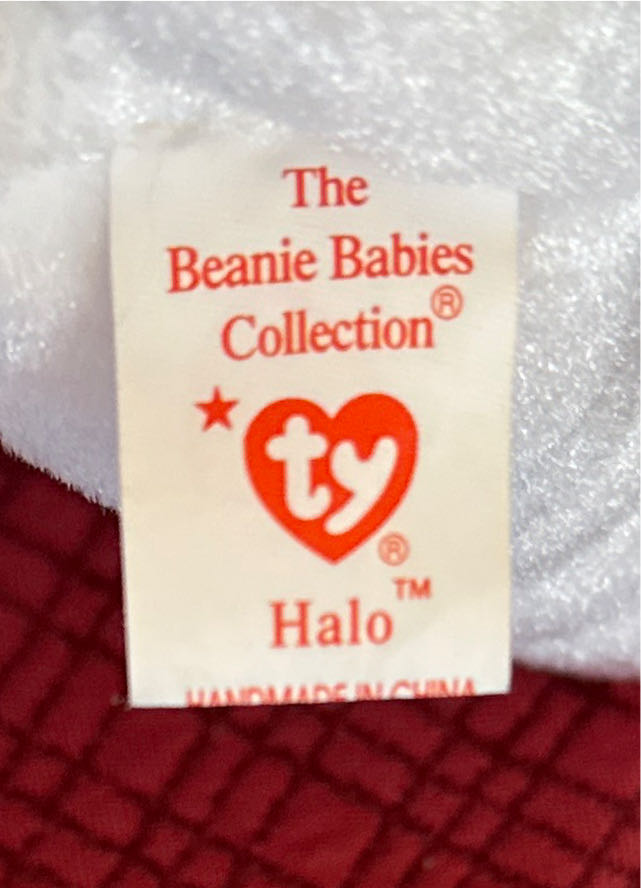 The
Beanie Babies
Collection®
★ ty®
Halo™
HANDMADE IN CHINA